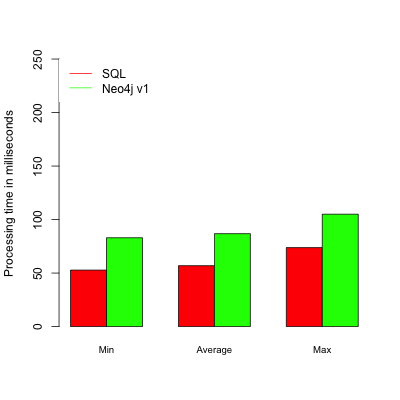 250
200
150
100
50
0
Processing time in milliseconds
SQL
Neo4j v1
Min
Average
Max